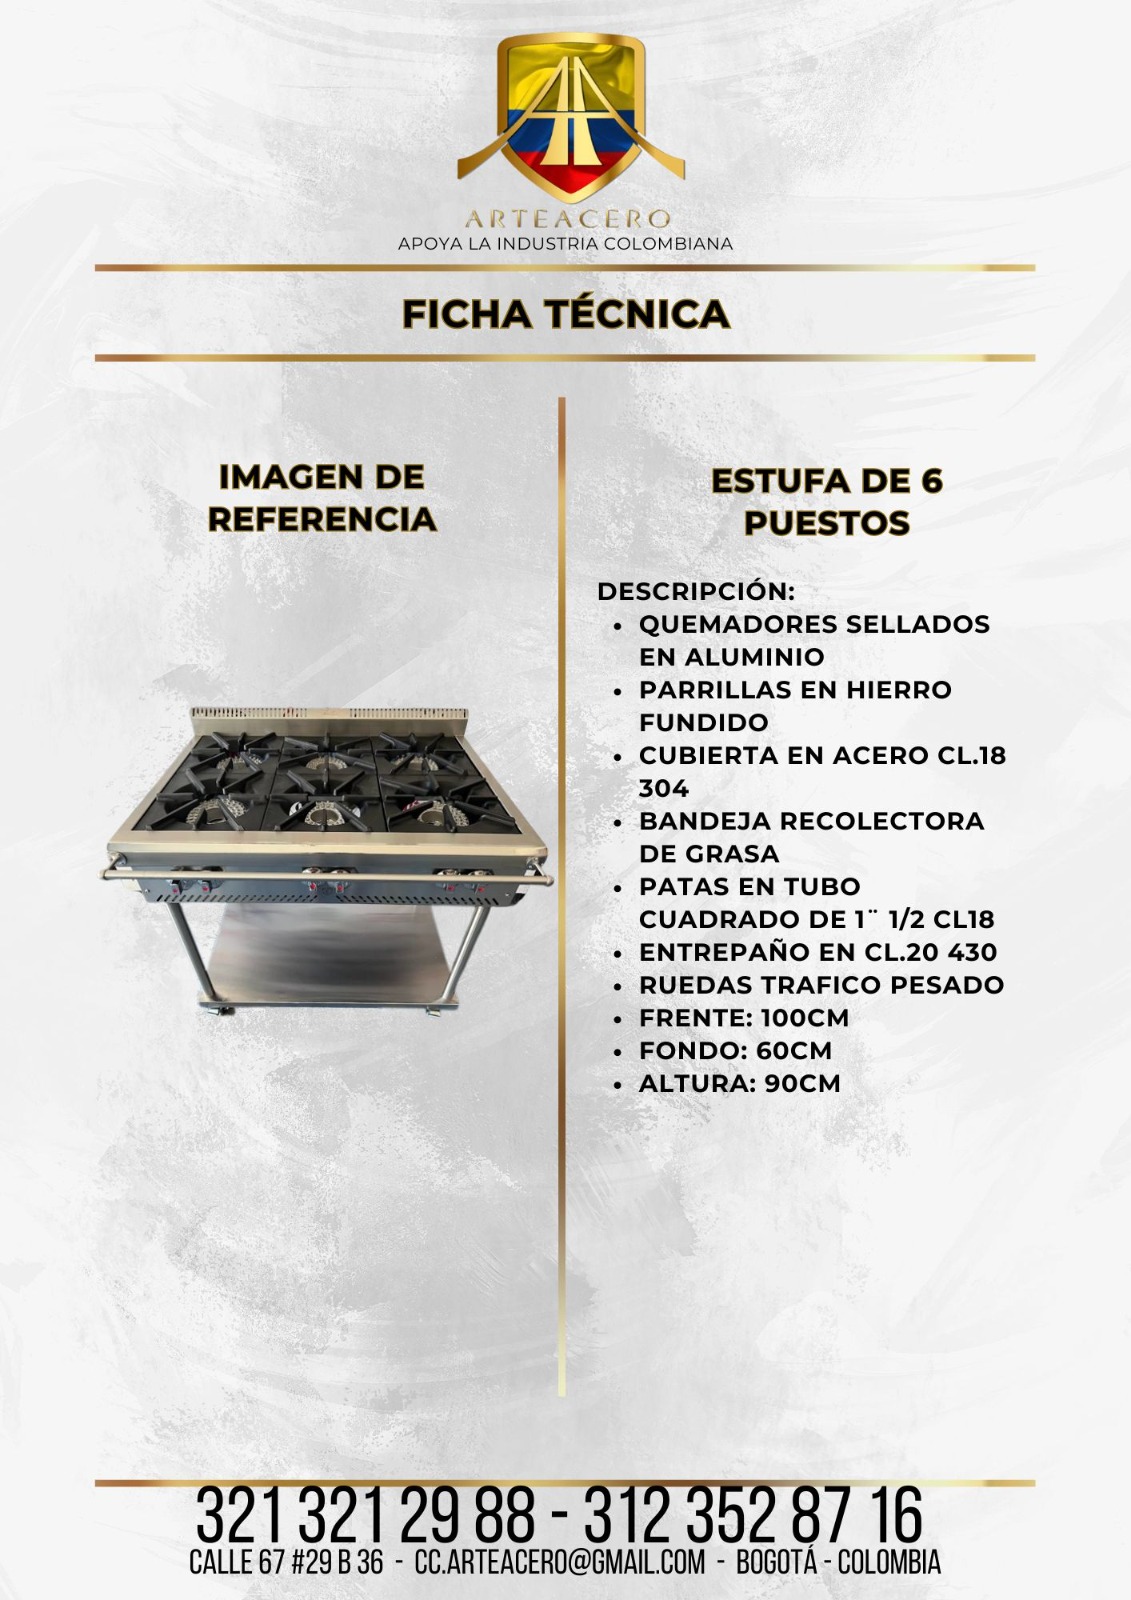 ARTEACERO
APOYA LA INDUSTRIA COLOMBIANA
FICHA TÉCNICA
IMAGEN DE
REFERENCIA
ESTUFA DE 6
PUESTOS
DESCRIPCIÓN:
• QUEMADORES SELLADOS
EN ALUMINIO
• PARRILLAS EN HIERRO
FUNDIDO
• CUBIERTA EN ACERO CL.18
304
• BANDEJA RECOLECTORA
DE GRASA
• PATAS EN TUBO
CUADRADO DE 1¨ 1/2 CL18
• ENTREPAÑO EN CL.20 430
• RUEDAS TRAFICO PESADO
• FRENTE: 100CM
• FONDO: 60CM
• ALTURA: 90CM
321 321 29 88 - 312 352 87 16
CALLE 67 #29 B 36 - CC.ARTEACERO@GMAIL.COM - BOGOTÁ - COLOMBIA